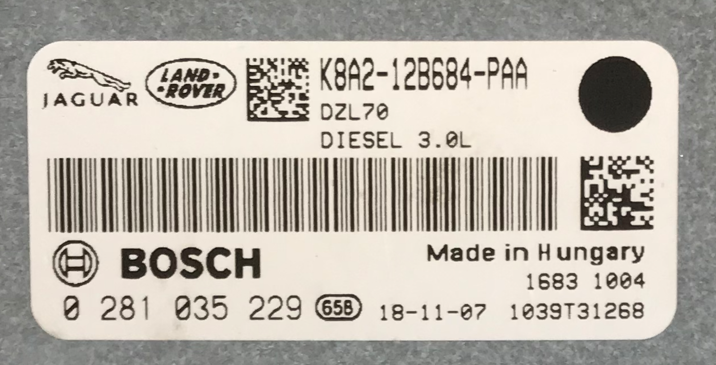 JAGUAR
LAND-
-ROVER
K8A2-12B684-PAA
DZL70
DIESEL 3.0L
BOSCH
Made in Hungary
1683 1004
0 281 035 229 65B 18-11-07 1039T31268